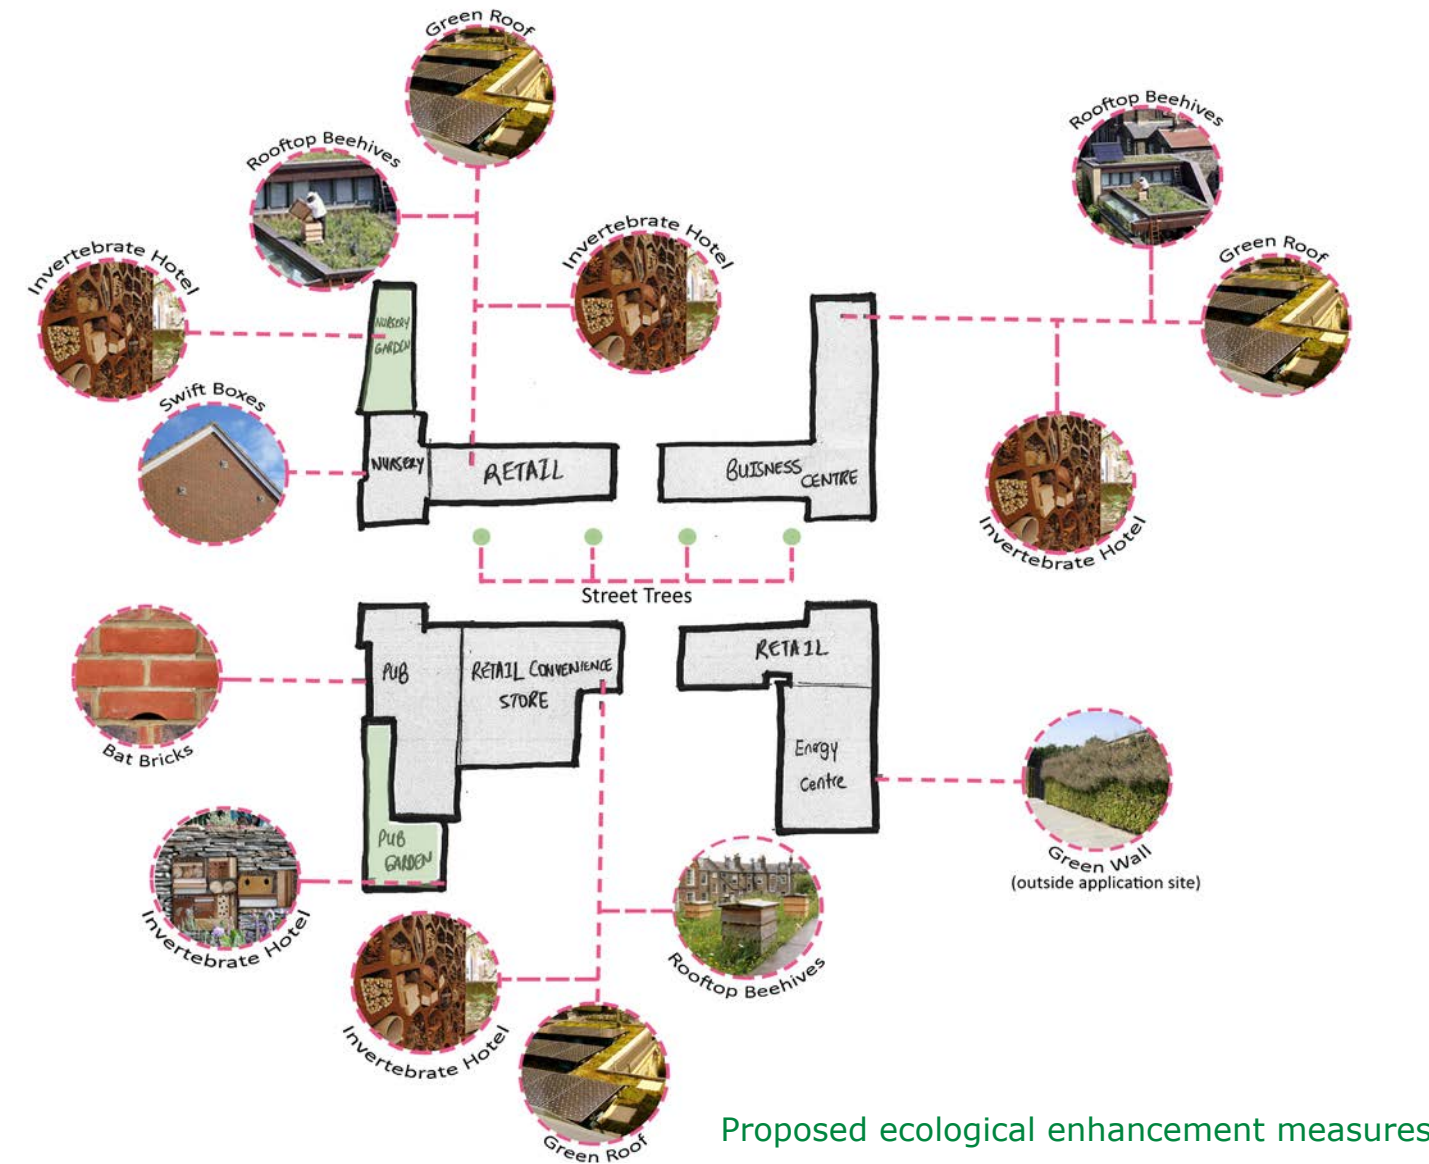 Green Roof
Rooftop Beehives
Rooftop Beehives
Invertebrate Hotel
Invertebrate Hotel
Green Roof
NURSERY
GARDEN
Swift Boxes
NURSERY
RETAIL
BUISNESS
CENTRE
Invertebrate Hotel
Street Trees
PUB
RETAIL CONVENIENCE
STORE
RETAIL
Bat Bricks
Energy
Centre
PUB
GARDEN
Green Wall
(outside application site)
Invertebrate Hotel
Rooftop Beehives
Invertebrate Hotel
Green Roof
Proposed ecological enhancement measures